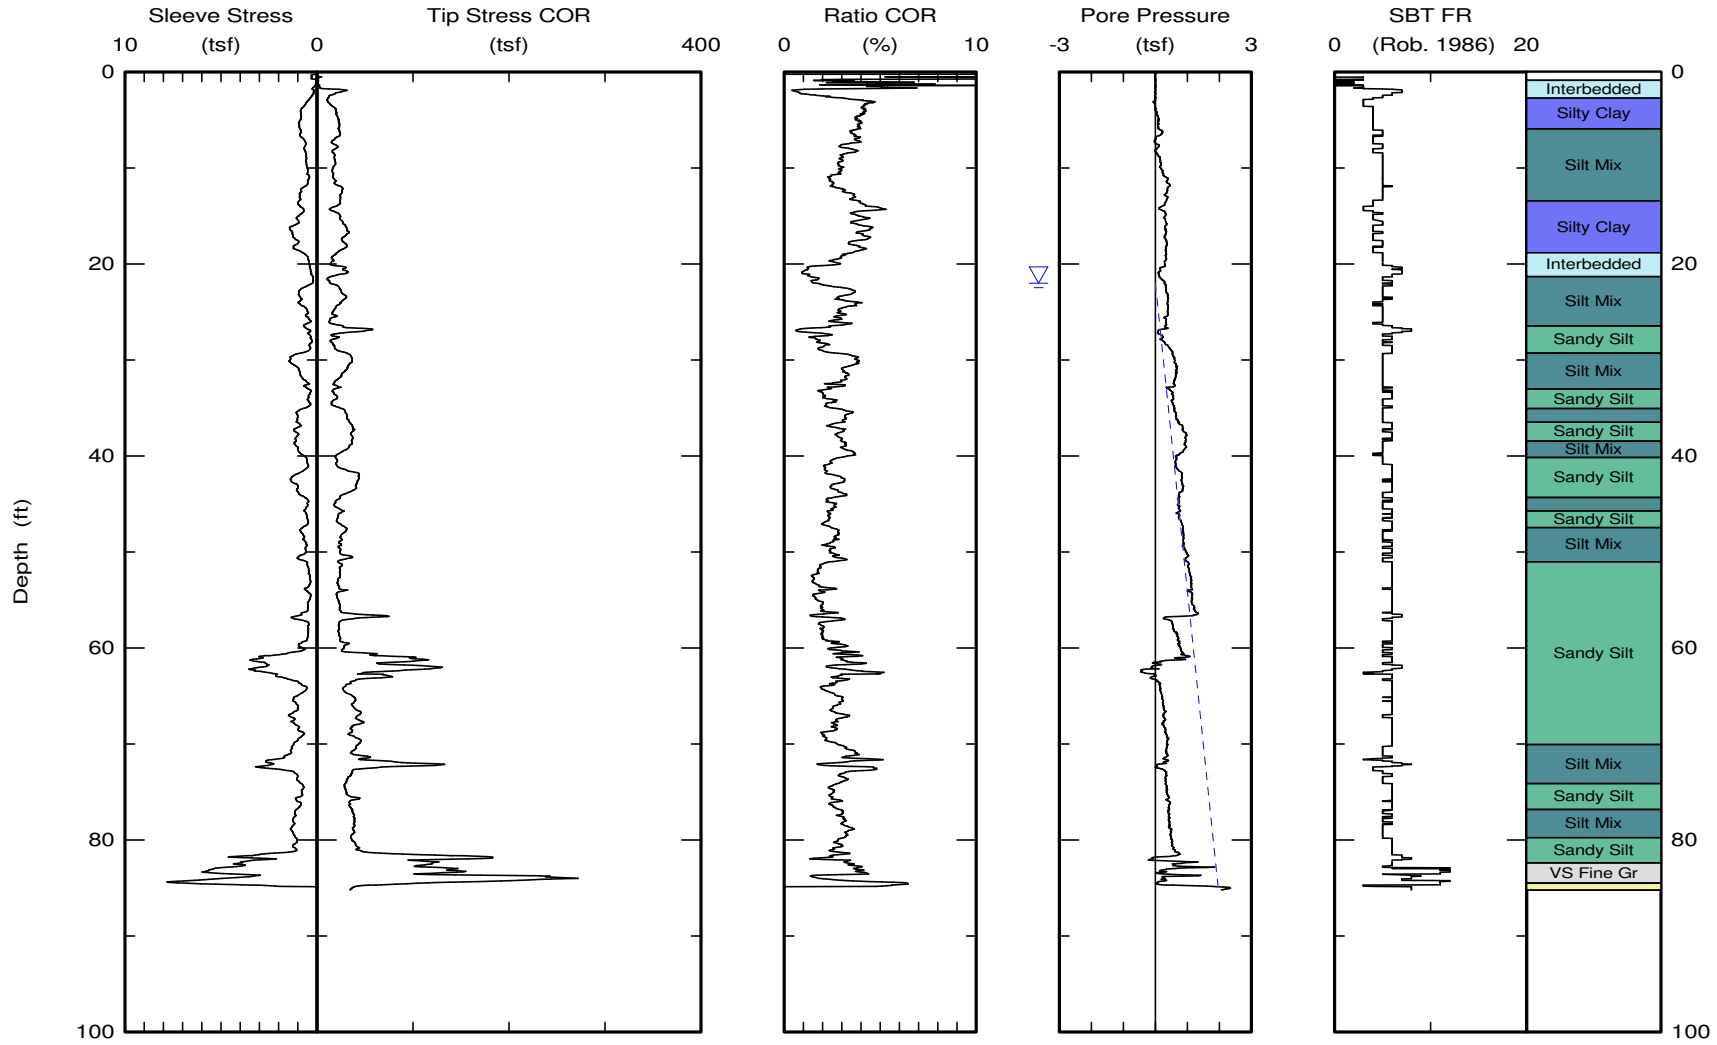 Sleeve Stress Tip Stress COR Ratio COR Pore Pressure SBT FR
(tsf) (tsf) (%) (tsf) (Rob. 1986)
10 0 400 0 10 -3 3 0 20
0 0
Interbedded
Silty Clay
Silt Mix
Silty Clay
20 Interbedded 20
Silt Mix
Sandy Silt
Silt Mix
Sandy Silt
Sandy Silt
Silt Mix
40 40
Sandy Silt
Sandy Silt
Silt Mix
Depth (ft)
60 Sandy Silt 60
Silt Mix
Sandy Silt
Silt Mix
80 80
Sandy Silt
VS Fine Gr
100 100